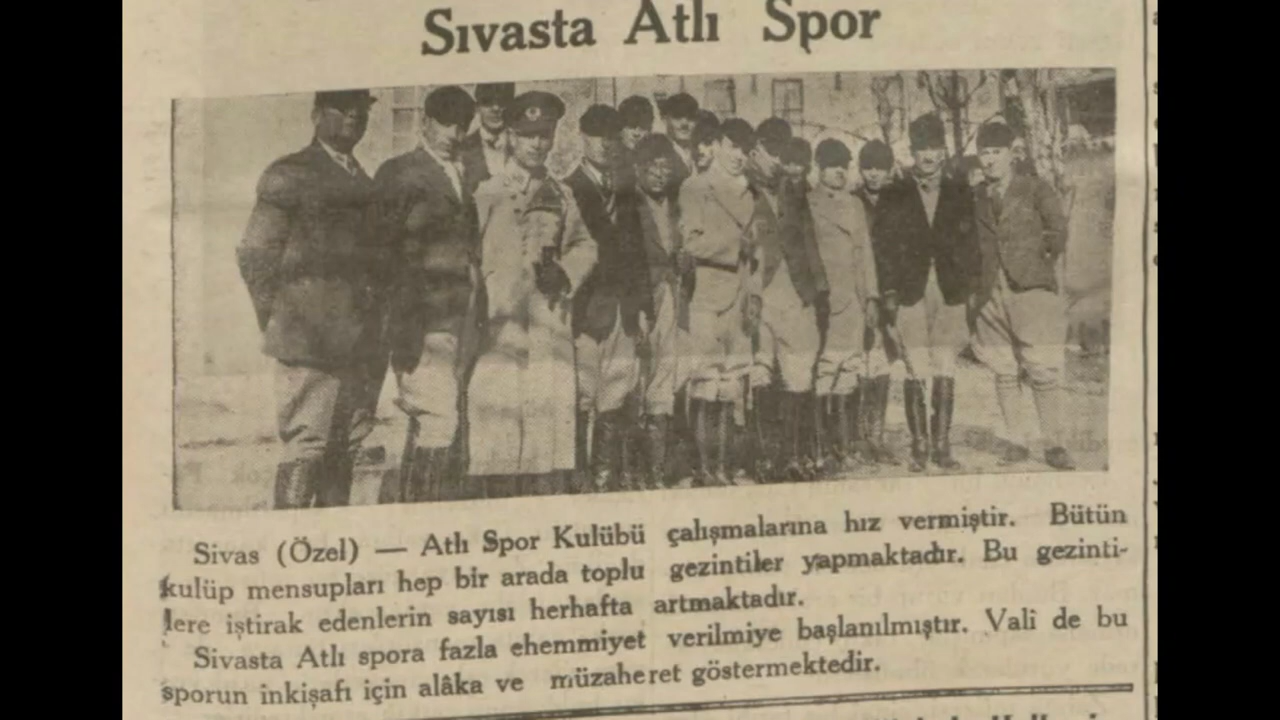 Sıvasta Atlı Spor
Sivas (Özel) — Atlı Spor Kulübü çalışmalarına hız vermiştir. Bütün
kulüp mensupları hep bir arada toplu gezintiler yapmaktadır. Bu gezinti-
lere iştirak edenlerin sayısı herhafta artmaktadır.
Sivasta Atlı spora fazla ehemmiyet verilmiye başlanılmıştır. Vali de bu
sporun inkişafı için alâka ve müzaheret göstermektedir.